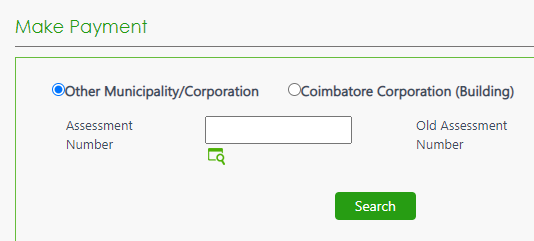 Make Payment
Other Municipality/Corporation Coimbatore Corporation (Building)
Assessment Number Old Assessment Number
Search